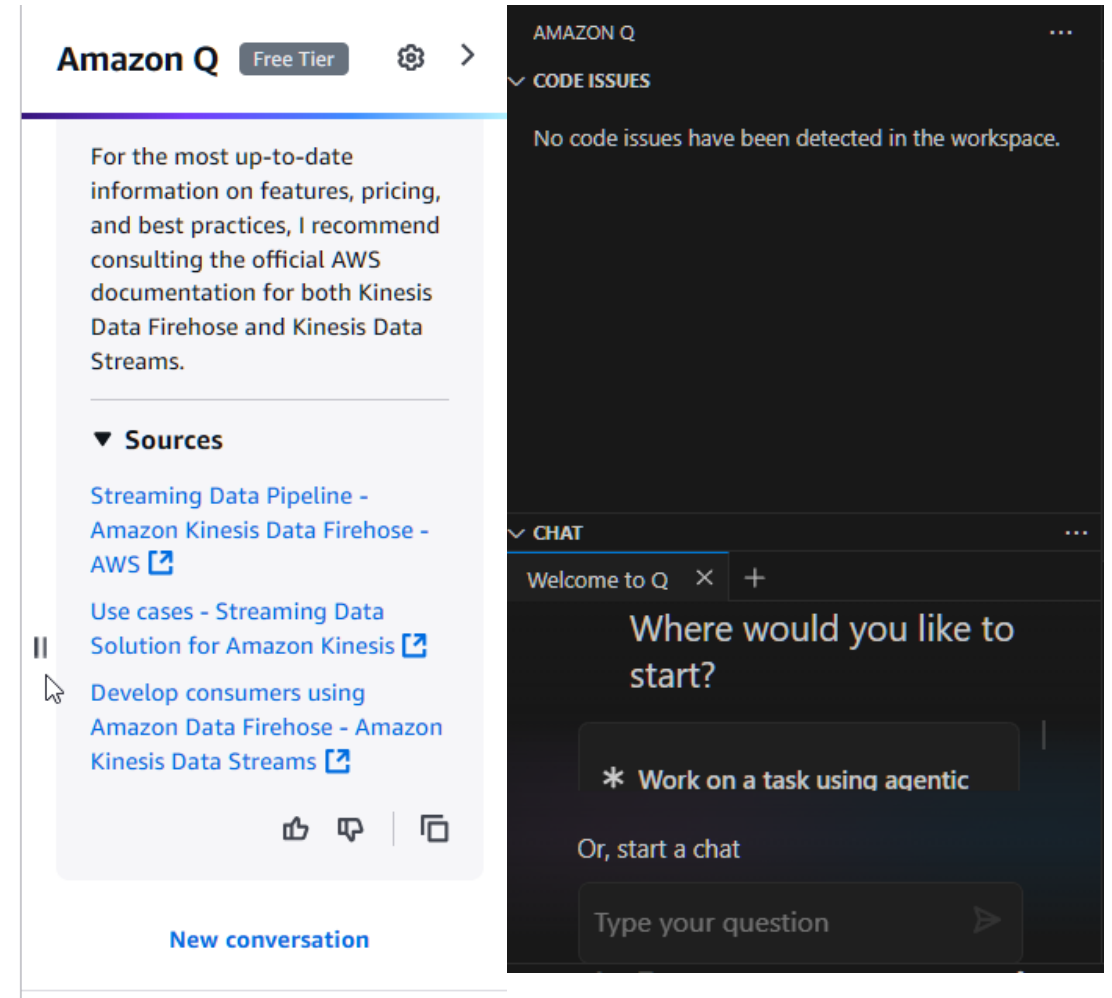 Amazon Q Free Tier
For the most up-to-date
information on features, pricing,
and best practices, I recommend
consulting the official AWS
documentation for both Kinesis
Data Firehose and Kinesis Data
Streams.
Sources
Streaming Data Pipeline -
Amazon Kinesis Data Firehose -
AWS
Use cases - Streaming Data
Solution for Amazon Kinesis
Develop consumers using
Amazon Data Firehose - Amazon
Kinesis Data Streams
New conversation
AMAZON Q
CODE ISSUES
No code issues have been detected in the workspace.
CHAT
Welcome to Q
Where would you like to
start?
Work on a task using agentic
Or, start a chat
Type your question